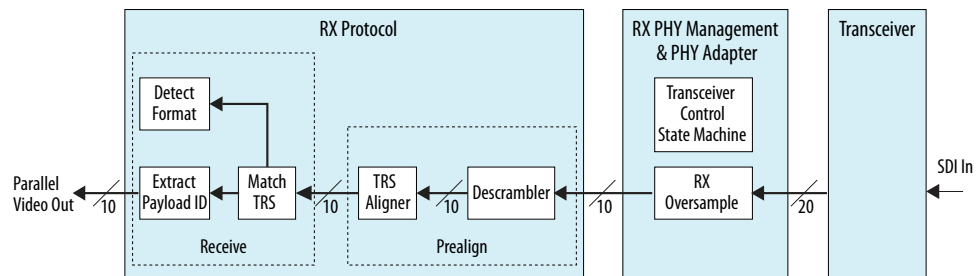 RX Protocol
RX PHY Management
& PHY Adapter
Transceiver
Detect
Format
Transceiver
Control
State Machine
Parallel
Video Out
10
Extract
Payload ID
Match
TRS
10
TRS
Aligner
10
Descrambler
10
RX
Oversample
20
SDI In
Receive
Prealign